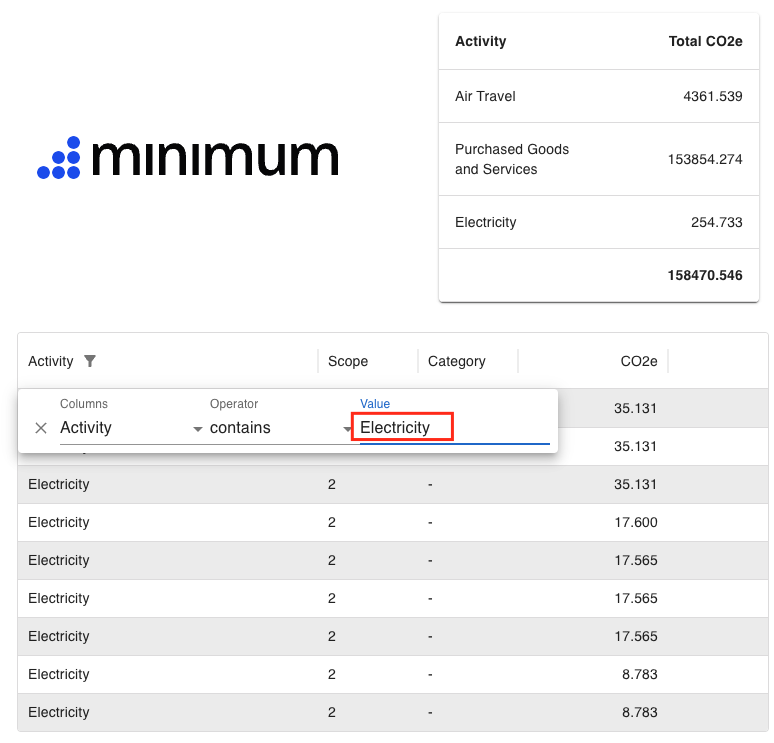 Activity Total CO2e
Air Travel 4361.539
Purchased Goods
and Services 153854.274
Electricity 254.733
158470.546
minimum
Activity Scope Category CO2e
Columns Operator Value
Activity contains Electricity
35.131
35.131
Electricity 2 - 35.131
Electricity 2 - 17.600
Electricity 2 - 17.565
Electricity 2 - 17.565
Electricity 2 - 17.565
Electricity 2 - 8.783
Electricity 2 - 8.783